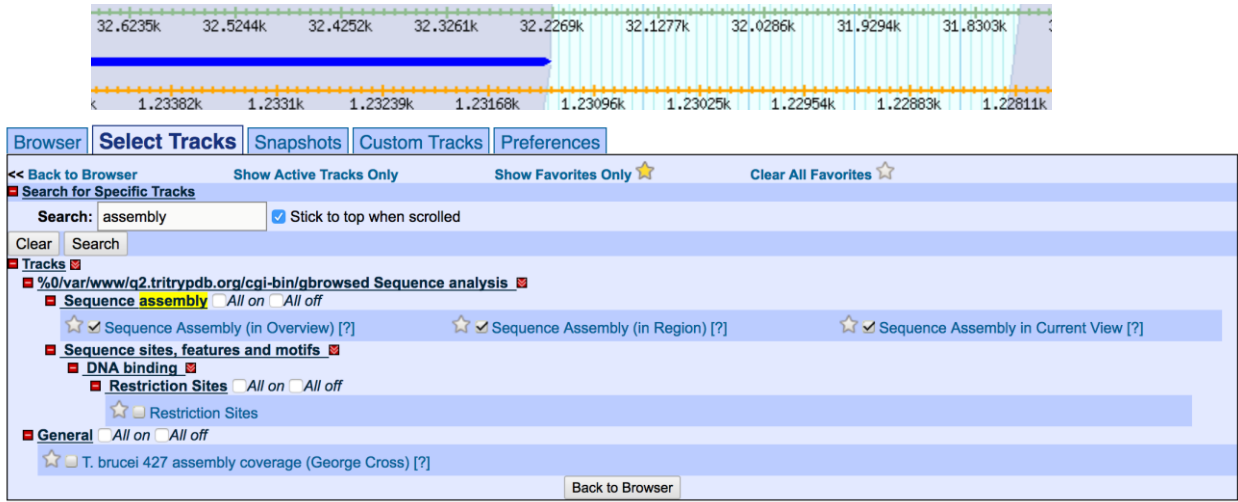 32.6235k 32.5244k 32.4252k 32.3261k 32.2269k 32.1277k 32.0286k 31.9294k 31.8303k
k 1.23382k 1.2331k 1.23239k 1.23168k 1.23096k 1.23025k 1.22954k 1.22883k 1.22811k
Browser Select Tracks Snapshots Custom Tracks Preferences
<< Back to Browser Show Active Tracks Only Show Favorites Only Clear All Favorites
Search for Specific Tracks
Search: assembly Stick to top when scrolled
Clear Search
Tracks
%0/var/www/q2.tritrypdb.org/cgi-bin/gbrowsed Sequence analysis
Sequence assembly All on All off
Sequence Assembly (in Overview) [?] Sequence Assembly (in Region) [?] Sequence Assembly in Current View [?]
Sequence sites, features and motifs
DNA binding
Restriction Sites All on All off
Restriction Sites
General All on All off
T. brucei 427 assembly coverage (George Cross) [?]
Back to Browser